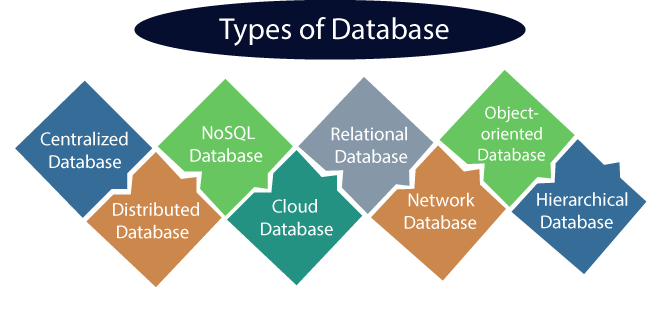 Types of Database
Centralized
Database
Distributed
Database
NoSQL
Database
Cloud
Database
Relational
Database
Network
Database
Object-
oriented
Database
Hierarchical
Database